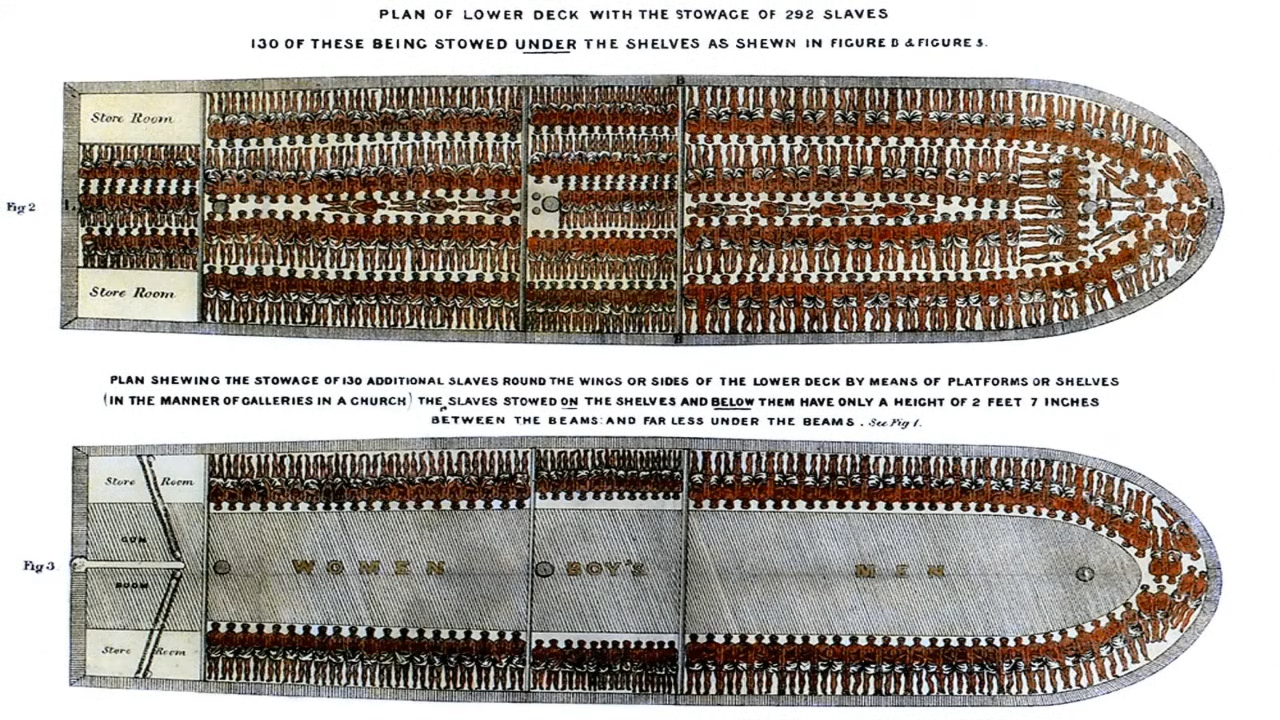 PLAN OF LOWER DECK WITH THE STOWAGE OF 292 SLAVES
130 OF THESE BEING STOWED UNDER THE SHELVES AS SHEWN IN FIGURE D & FIGURE 3.
B
Store Room
Fig 2
Store Room
B
PLAN SHEWING THE STOWAGE OF 130 ADDITIONAL SLAVES ROUND THE WINGS OR SIDES OF THE LOWER DECK BY MEANS OF PLATFORMS OR SHELVES
(IN THE MANNER OF GALLERIES IN A CHURCH) THE SLAVES STOWED ON THE SHELVES AND BELOW THEM HAVE ONLY A HEIGHT OF 2 FEET 7 INCHES
BETWEEN THE BEAMS: AND FAR LESS UNDER THE BEAMS. See Fig 1.
Store Room
GUN
Fig 3
WOMEN BOY'S MEN
ROOM
Store Room